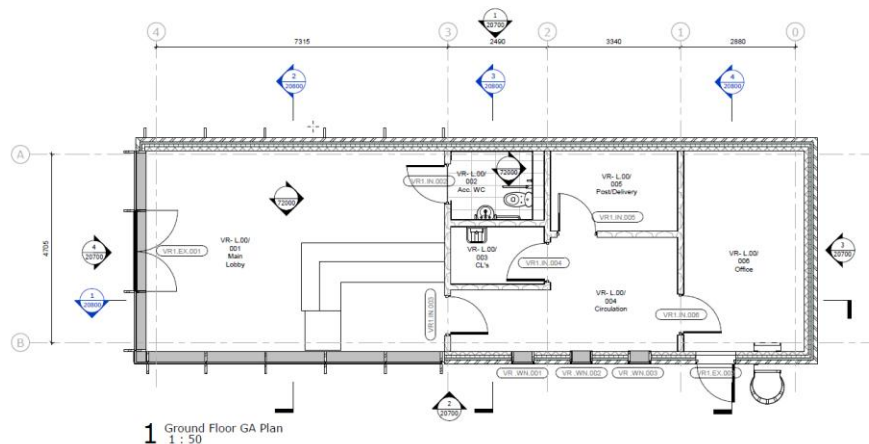 1
20700
4
3
2
1
0
7315
2490
3340
2880
2
20800
3
20800
4
20800
A
B
4705
VR- L.00/
002
Acc. WC
72000
VR1.IN.002
VR- L.00/
005
Post/Delivery
VR1.IN.005
72000
VR- L.00/
001
Main
Lobby
VR1.EX.001
4
20700
1
20800
VR- L.00/
003
CL's
VR1.IN.004
VR- L.00/
006
Office
3
20700
VR- L.00/
004
Circulation
VR1.IN.003
VR1.IN.006
VR .WN.001
VR .WN.002
VR .WN.003
2
20700
1 Ground Floor GA Plan
1 : 50